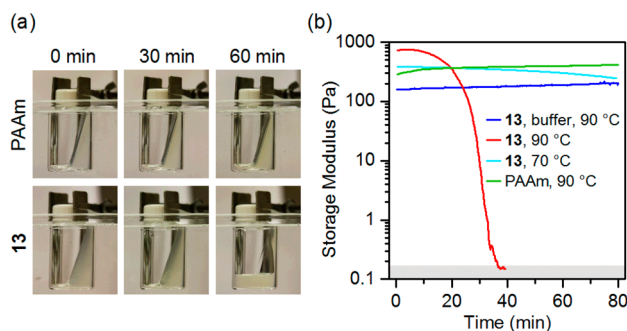 (a)
0 min 30 min 60 min
PAAm
13
(b)
Storage Modulus (Pa)
1000
100
10
1
0.1
13, buffer, 90 °C
13, 90 °C
13, 70 °C
PAAm, 90 °C
0 20 40 60 80
Time (min)